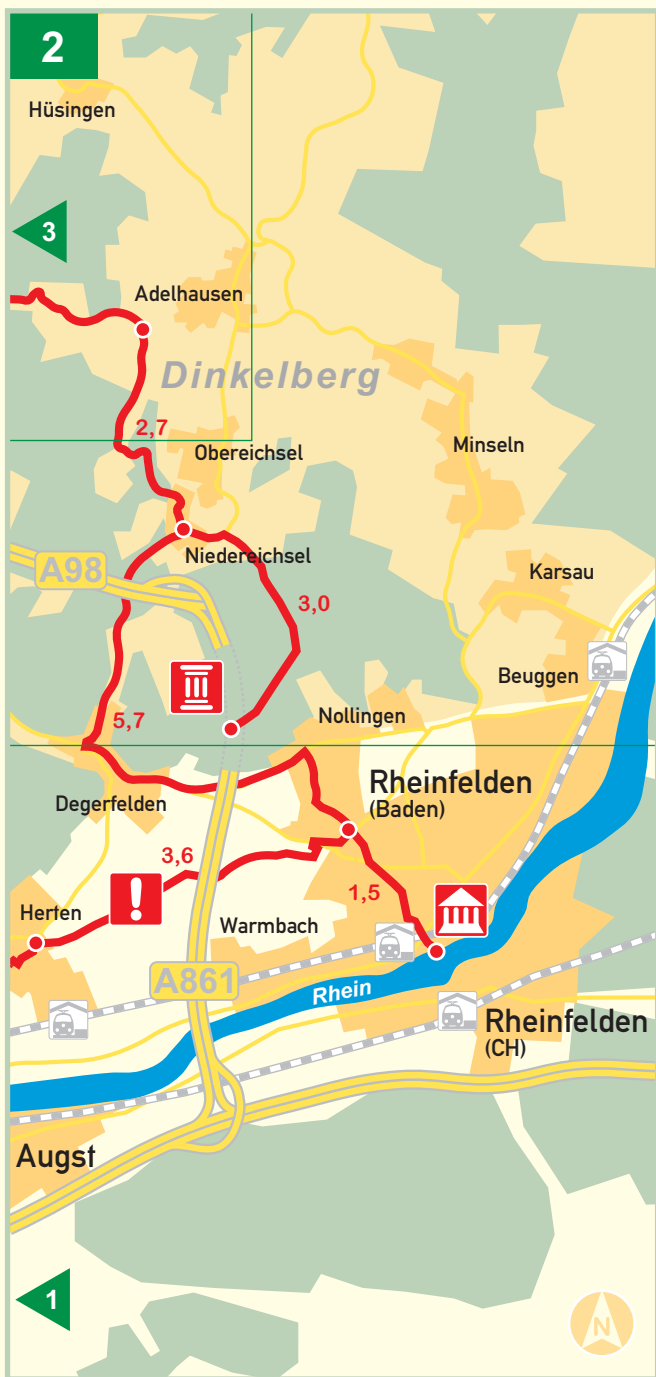 2
Hüsingen
3
Adelhausen
Dinkelberg
2,7
Obereichsel
Minseln
Niedereichsel
A98
Karsau
3,0
Beuggen
5,7
Nollingen
Rheinfelden
(Baden)
Degerfelden
3,6
1,5
!
Herten
Warmbach
A861
Rhein
Rheinfelden
(CH)
Augst
1
N